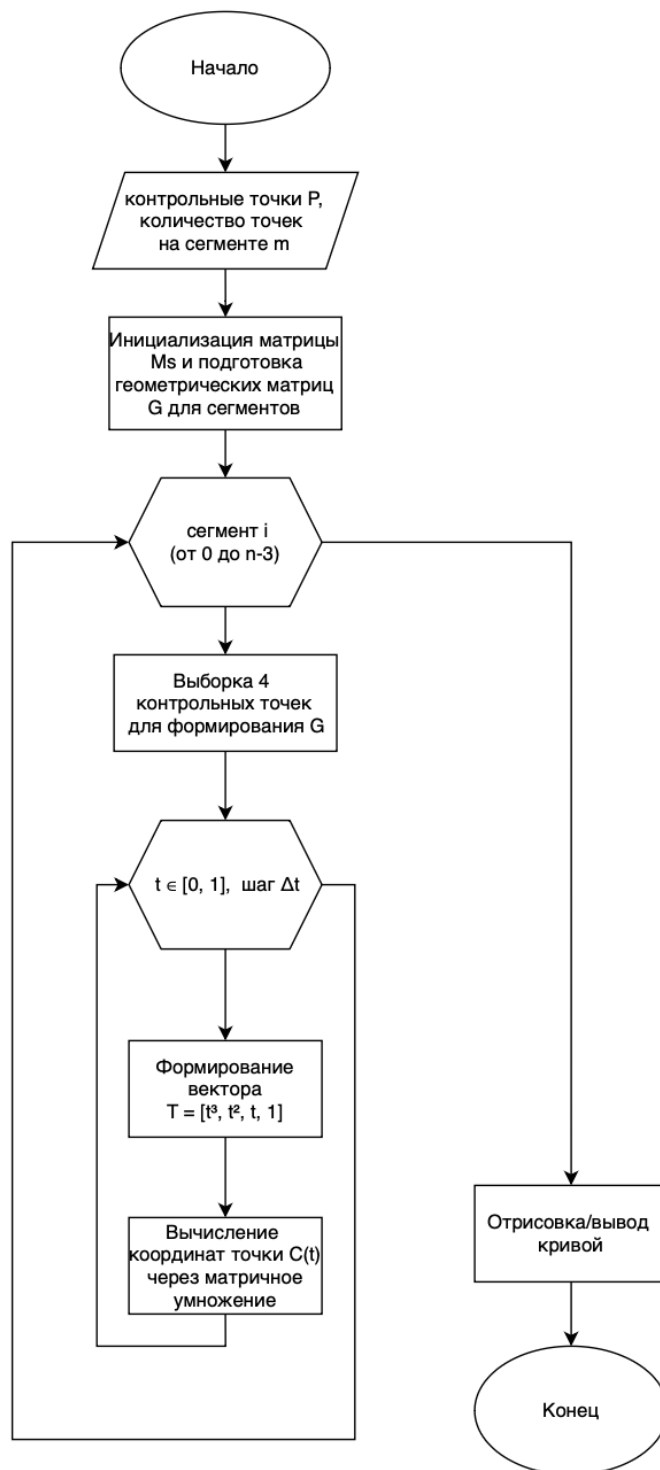 Начало
контрольные точки P,
количество точек
на сегменте m
Инициализация матрицы
Ms и подготовка
геометрических матриц
G для сегментов
сегмент i
(от 0 до n-3)
Выборка 4
контрольных точек
для формирования G
t ∈ [0, 1], шаг Δt
Формирование
вектора
T = [t³, t², t, 1]
Вычисление
координат точки C(t)
через матричное
умножение
Отрисовка/вывод
кривой
Конец